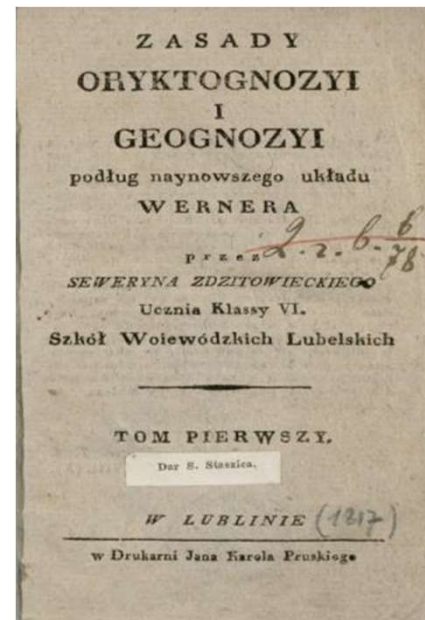 ZASADY
ORYKTOGNOZYI
I
GEOGNOZYI
podług naynowszego układu
WERNERA
przez
SEWERYNA ZDZITOWIECKIEGO
Ucznia Klassy VI.
Szkół Woiewódzkich Lubelskich
TOM PIERWSZY.
Dar S. Staszica.
W LUBLINIE (1217)
w Drukarni Jana Karola Pruskiego